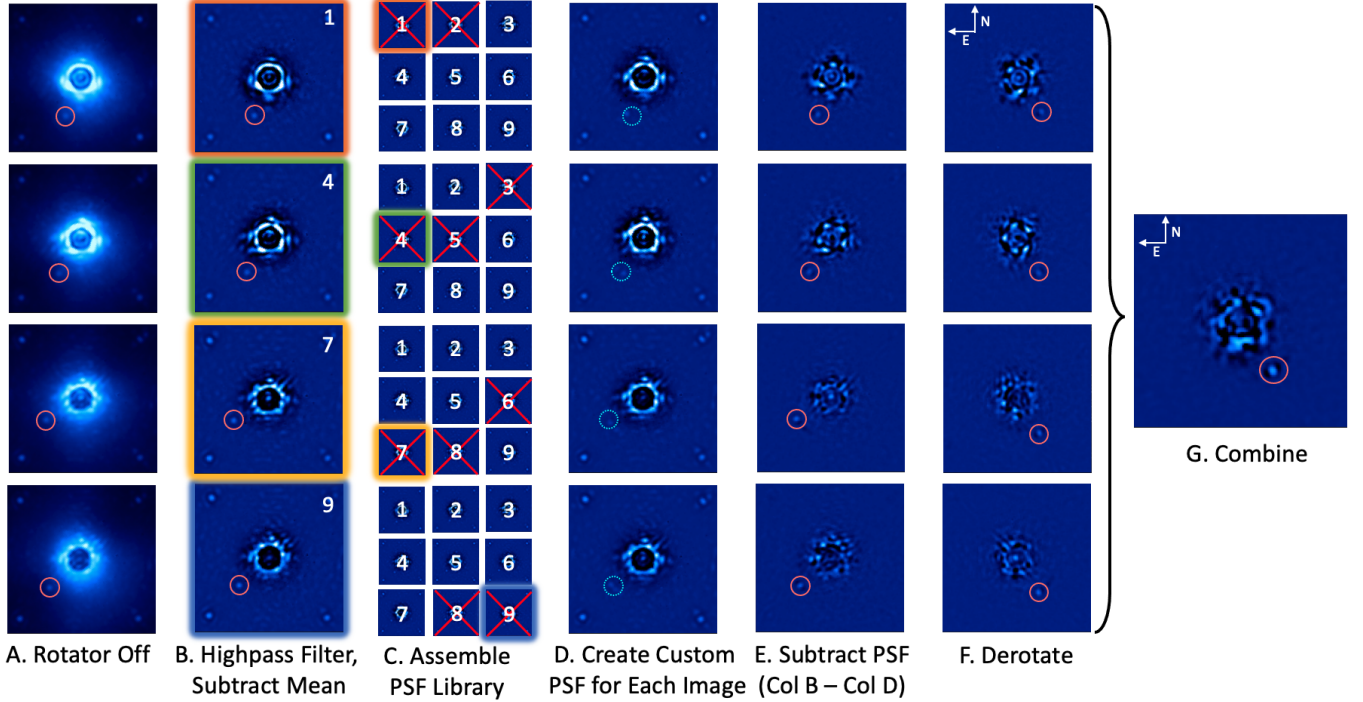 1
1 2 3
4 5 6
7 8 9
N
E
4
1 2 3
4 5 6
7 8 9
7
1 2 3
4 5 6
7 8 9
9
1 2 3
4 5 6
7 8 9
N
E
G. Combine
A. Rotator Off
B. Highpass Filter,
Subtract Mean
C. Assemble
PSF Library
D. Create Custom
PSF for Each Image
E. Subtract PSF
(Col B – Col D)
F. Derotate